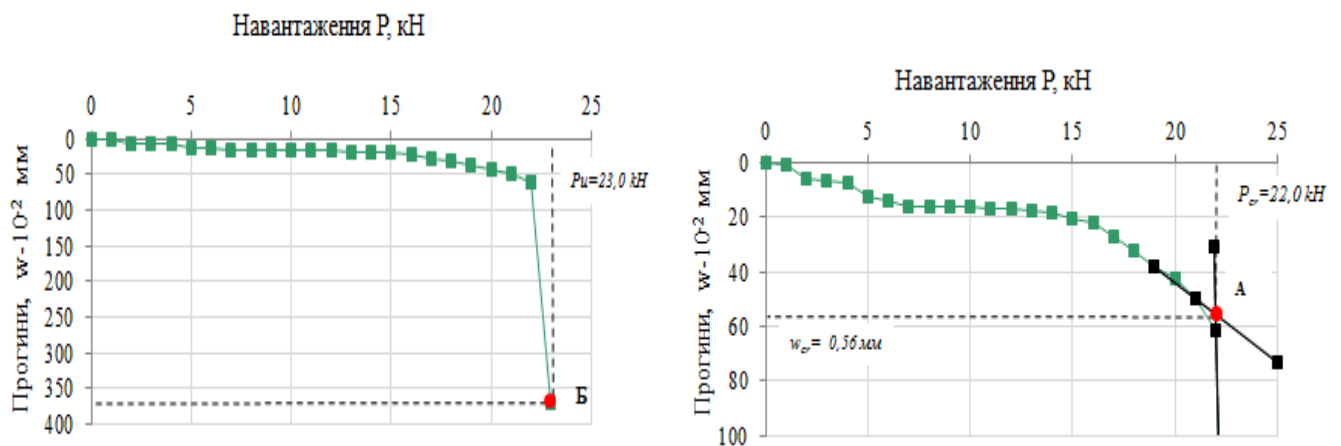 Навантаження P, кН
0 5 10 15 20 25
0
50
100
150
200
250
300
350
400
Прогини, w-10⁻² мм
Pu=23,0 kH
Б
Навантаження P, кН
0 5 10 15 20 25
0
20
40
60
80
100
Прогини, w-10⁻² мм
P_cr=22,0 kH
А
w_cr= 0,56 мм